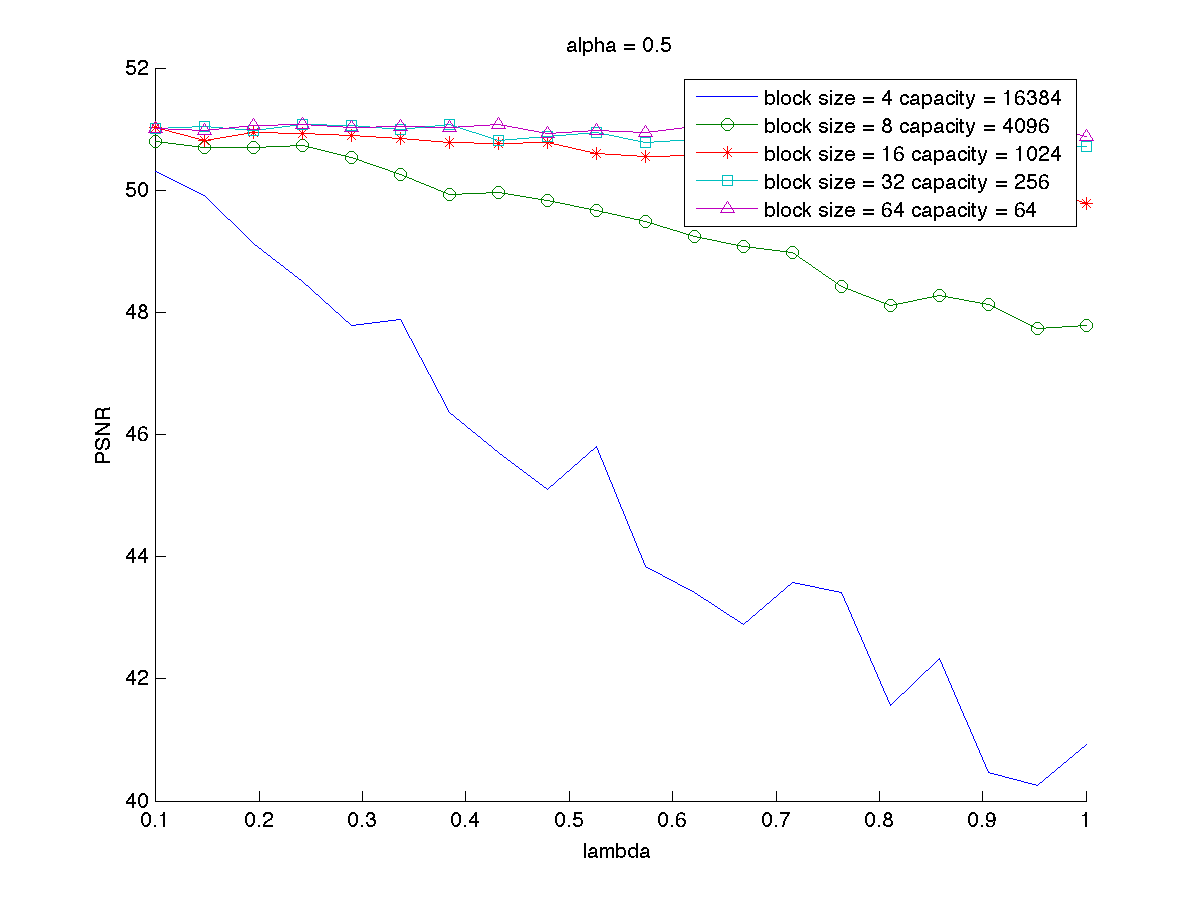 alpha = 0.5
52
50
48
46
44
42
40
PSNR
block size = 4 capacity = 16384
block size = 8 capacity = 4096
block size = 16 capacity = 1024
block size = 32 capacity = 256
block size = 64 capacity = 64
0.1 0.2 0.3 0.4 0.5 0.6 0.7 0.8 0.9 1
lambda